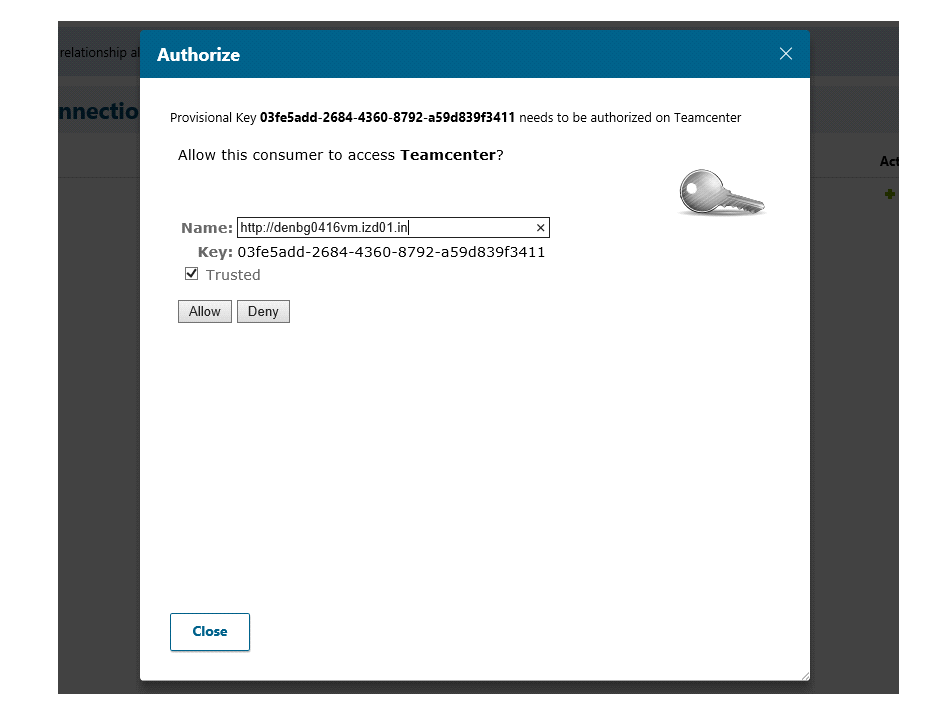 relationship al
Authorize
nnectio
Provisional Key 03fe5add-2684-4360-8792-a59d839f3411 needs to be authorized on Teamcenter
Allow this consumer to access Teamcenter?
Act
Name: http://denbg0416vm.izd01.in
Key: 03fe5add-2684-4360-8792-a59d839f3411
Trusted
Allow Deny
Close